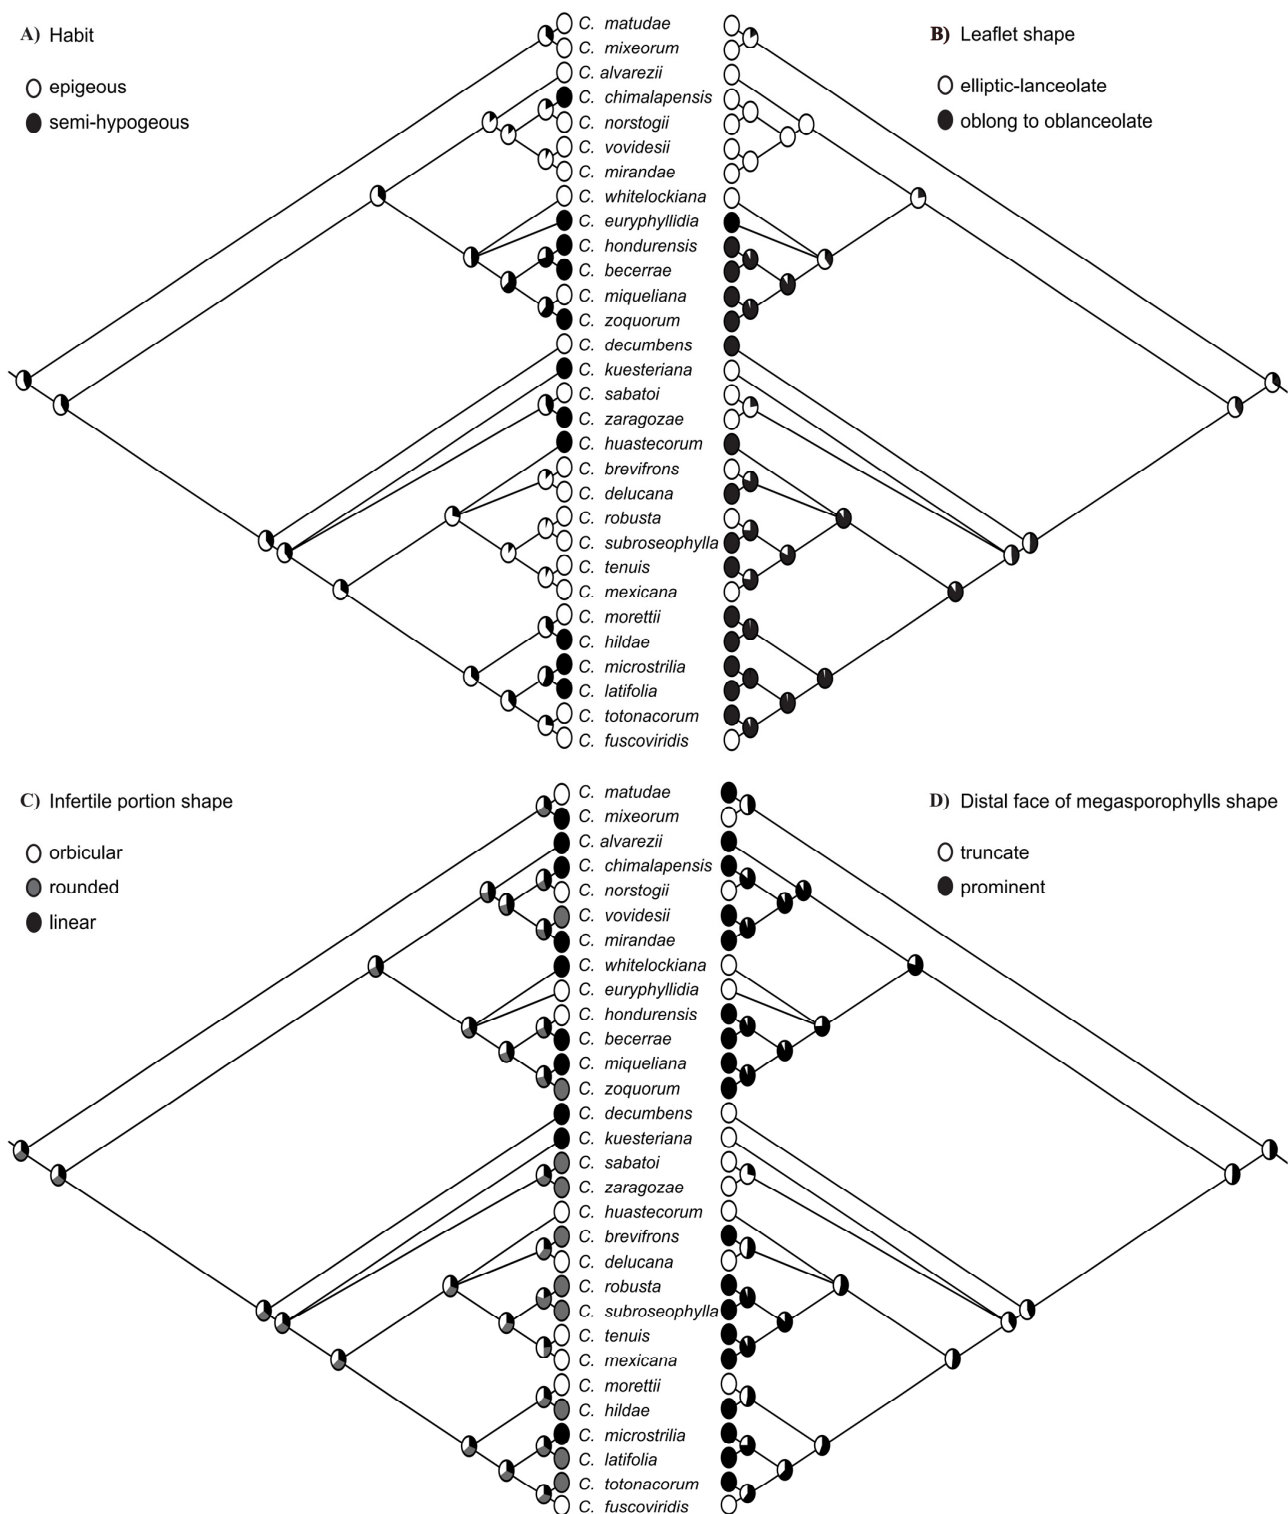 A) Habit
epigeous
semi-hypogeous
B) Leaflet shape
elliptic-lanceolate
oblong to oblanceolate
C. matudae
C. mixeorum
C. alvarezii
C. chimalapensis
C. norstogii
C. vovidesii
C. mirandae
C. whitelockiana
C. euryphyllidia
C. hondurensis
C. becerrae
C. miqueliana
C. zoquorum
C. decumbens
C. kuesteriana
C. sabatoi
C. zaragozae
C. huastecorum
C. brevifrons
C. delucana
C. robusta
C. subroseophylla
C. tenuis
C. mexicana
C. morettii
C. hildae
C. microstrilia
C. latifolia
C. totonacorum
C. fuscoviridis
C) Infertile portion shape
orbicular
rounded
linear
D) Distal face of megasporophylls shape
truncate
prominent
C. matudae
C. mixeorum
C. alvarezii
C. chimalapensis
C. norstogii
C. vovidesii
C. mirandae
C. whitelockiana
C. euryphyllidia
C. hondurensis
C. becerrae
C. miqueliana
C. zoquorum
C. decumbens
C. kuesteriana
C. sabatoi
C. zaragozae
C. huastecorum
C. brevifrons
C. delucana
C. robusta
C. subroseophylla
C. tenuis
C. mexicana
C. morettii
C. hildae
C. microstrilia
C. latifolia
C. totonacorum
C. fuscoviridis